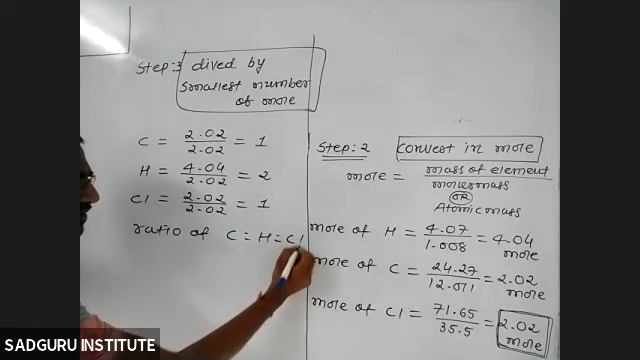 Step:3 dived by
Smallest number
of mole
C = 2.02 / 2.02 = 1
H = 4.04 / 2.02 = 2
Cl = 2.02 / 2.02 = 1
ratio of C : H : Cl
Step:2 convest in mole
mole = mass of element / moler mass
OR
Atomic mass
mole of H = 4.07 / 1.008 = 4.04 mole
mole of C = 24.27 / 12.011 = 2.02 mole
mole of Cl = 71.65 / 35.5 = 2.02 mole
SADGURU INSTITUTE